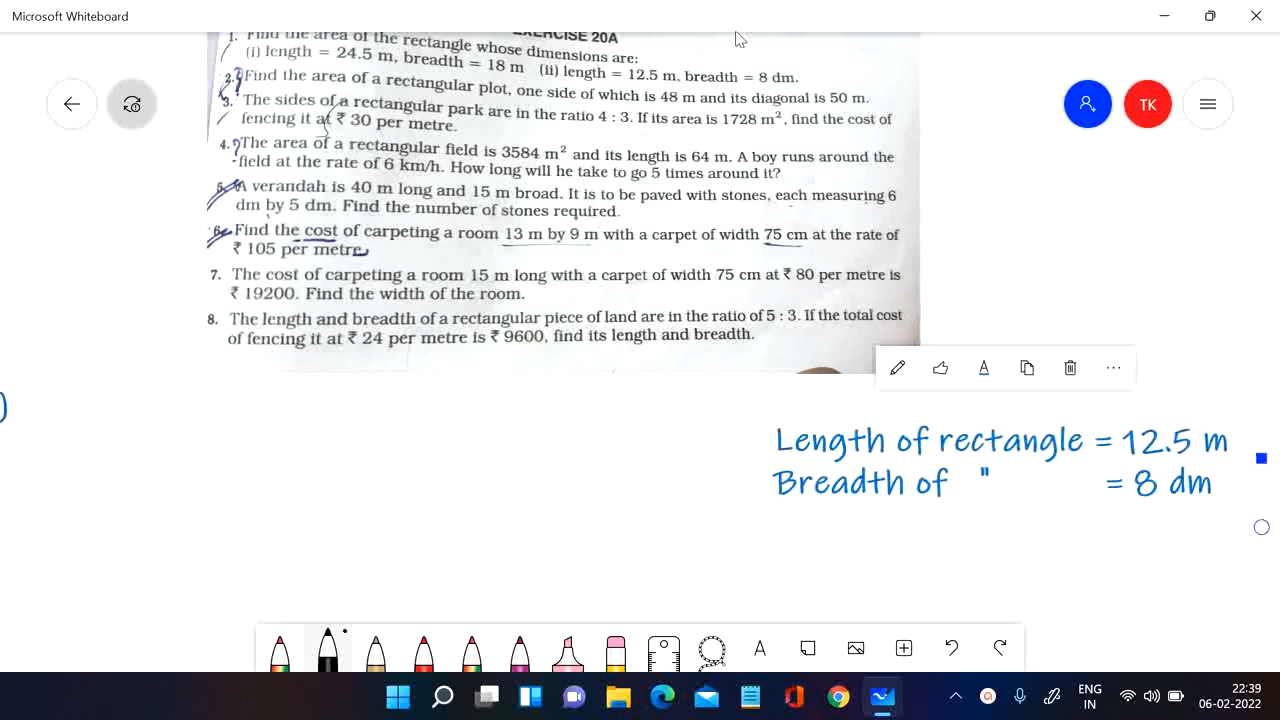 Microsoft Whiteboard
EXERCISE 20A
1. Find the area of the rectangle whose dimensions are:
(i) length = 24.5 m, breadth = 18 m (ii) length = 12.5 m, breadth = 8 dm.
2. Find the area of a rectangular plot, one side of which is 48 m and its diagonal is 50 m.
3. The sides of a rectangular park are in the ratio 4 : 3. If its area is 1728 m², find the cost of
fencing it at ₹ 30 per metre.
4. The area of a rectangular field is 3584 m² and its length is 64 m. A boy runs around the
field at the rate of 6 km/h. How long will he take to go 5 times around it?
5. A verandah is 40 m long and 15 m broad. It is to be paved with stones, each measuring 6
dm by 5 dm. Find the number of stones required.
6. Find the cost of carpeting a room 13 m by 9 m with a carpet of width 75 cm at the rate of
₹ 105 per metre.
7. The cost of carpeting a room 15 m long with a carpet of width 75 cm at ₹ 80 per metre is
₹ 19200. Find the width of the room.
8. The length and breadth of a rectangular piece of land are in the ratio of 5 : 3. If the total cost
of fencing it at ₹ 24 per metre is ₹ 9600, find its length and breadth.
TK
)
Length of rectangle = 12.5 m
Breadth of " = 8 dm
A
ENG
IN
22:39
06-02-2022